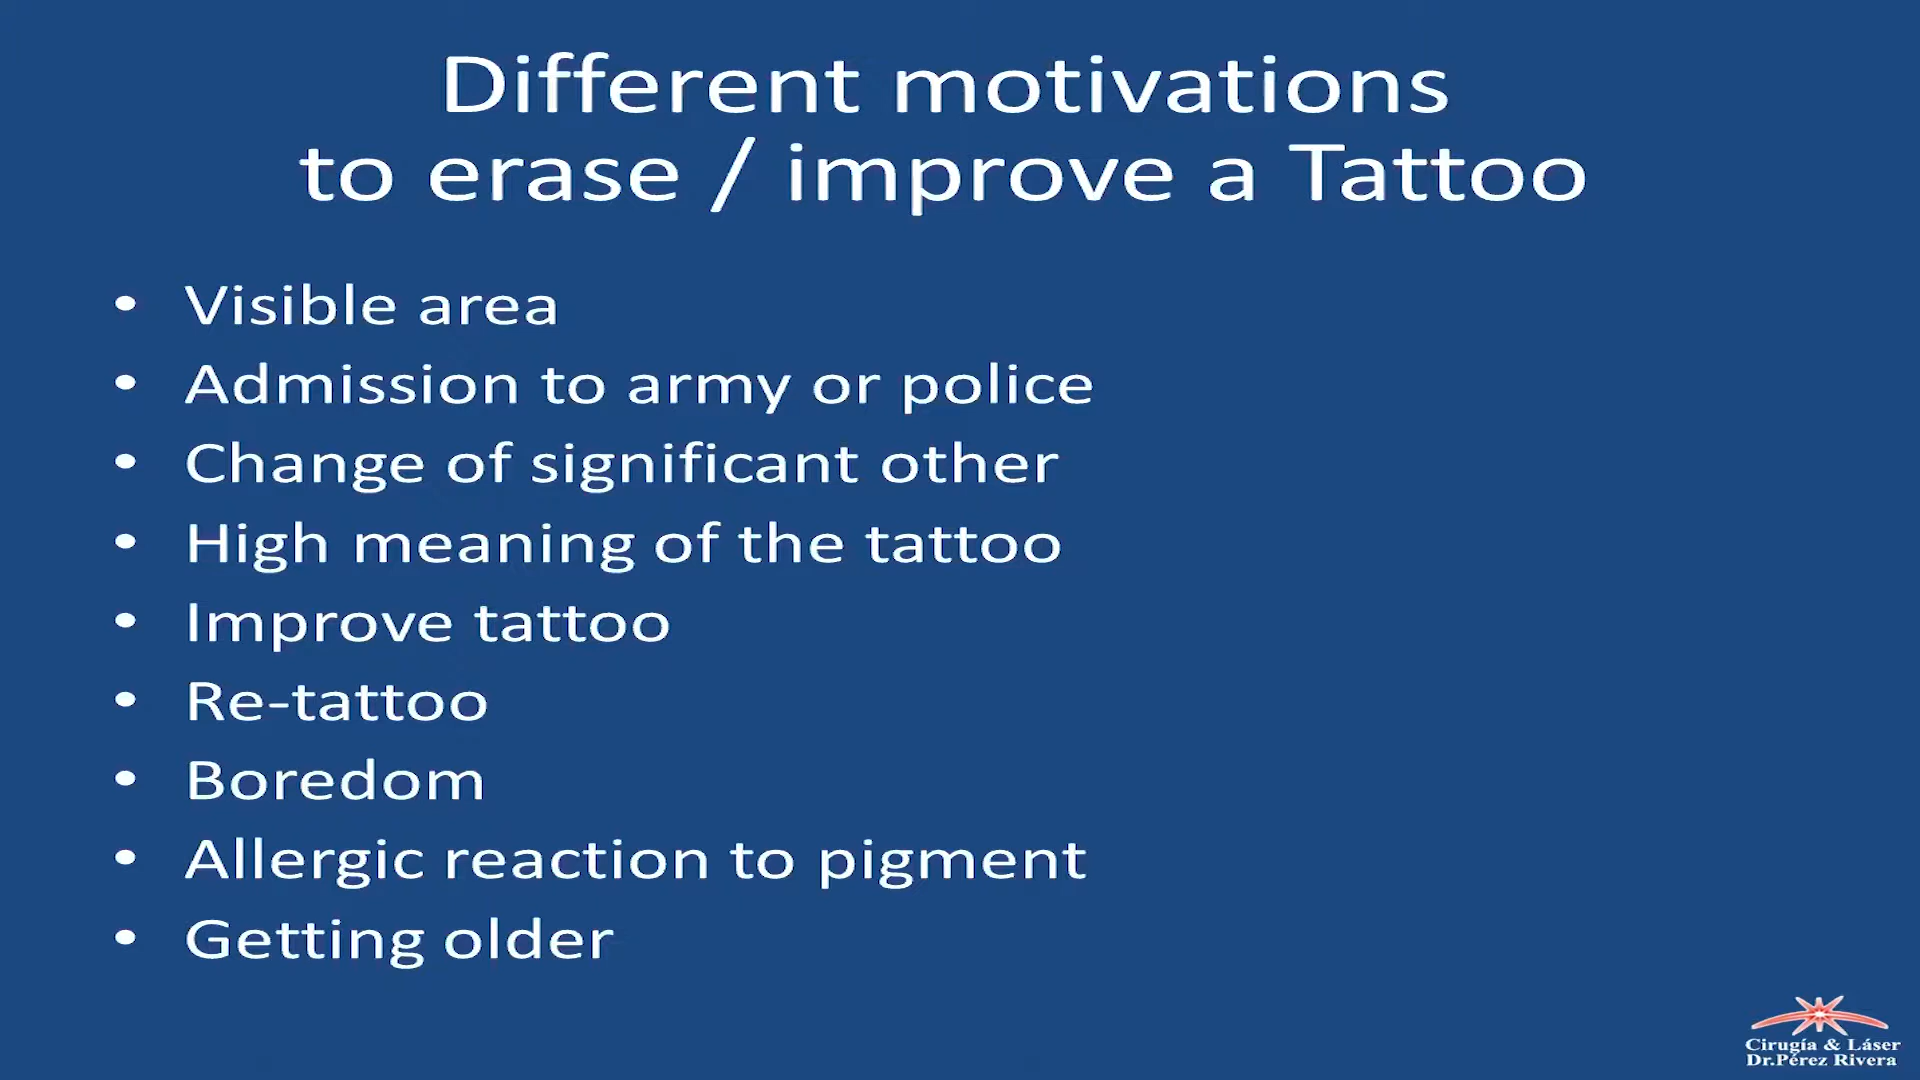 Different motivations
to erase / improve a Tattoo
• Visible area
• Admission to army or police
• Change of significant other
• High meaning of the tattoo
• Improve tattoo
• Re-tattoo
• Boredom
• Allergic reaction to pigment
• Getting older
Cirugía & Láser
Dr.Pérez Rivera